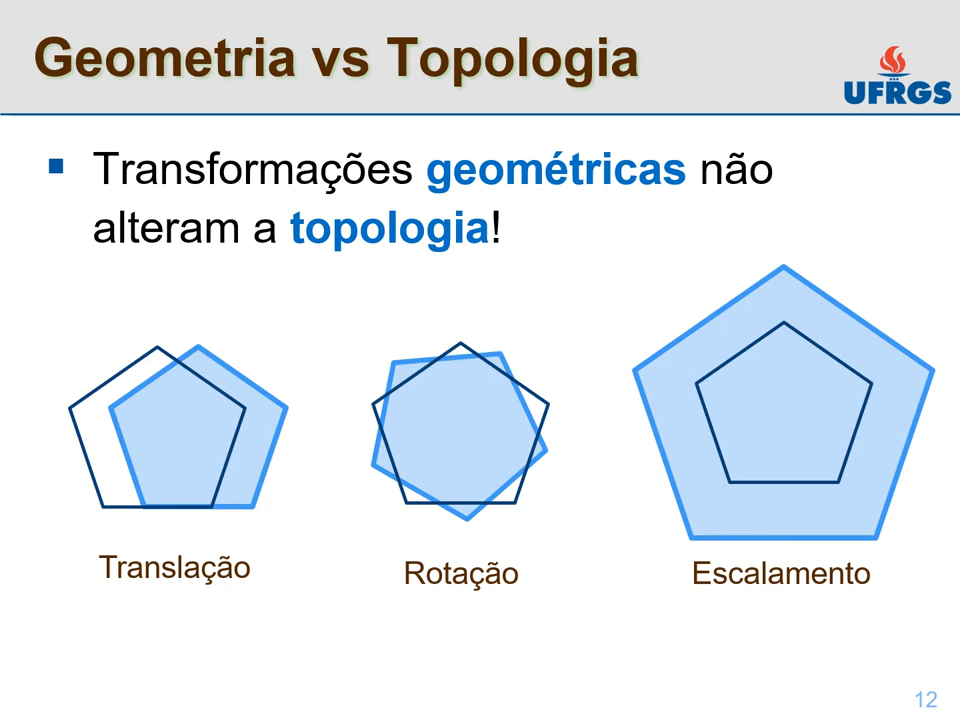 Geometria vs Topologia
UFRGS
Transformações geométricas não
alteram a topologia!
Translação
Rotação
Escalamento
12